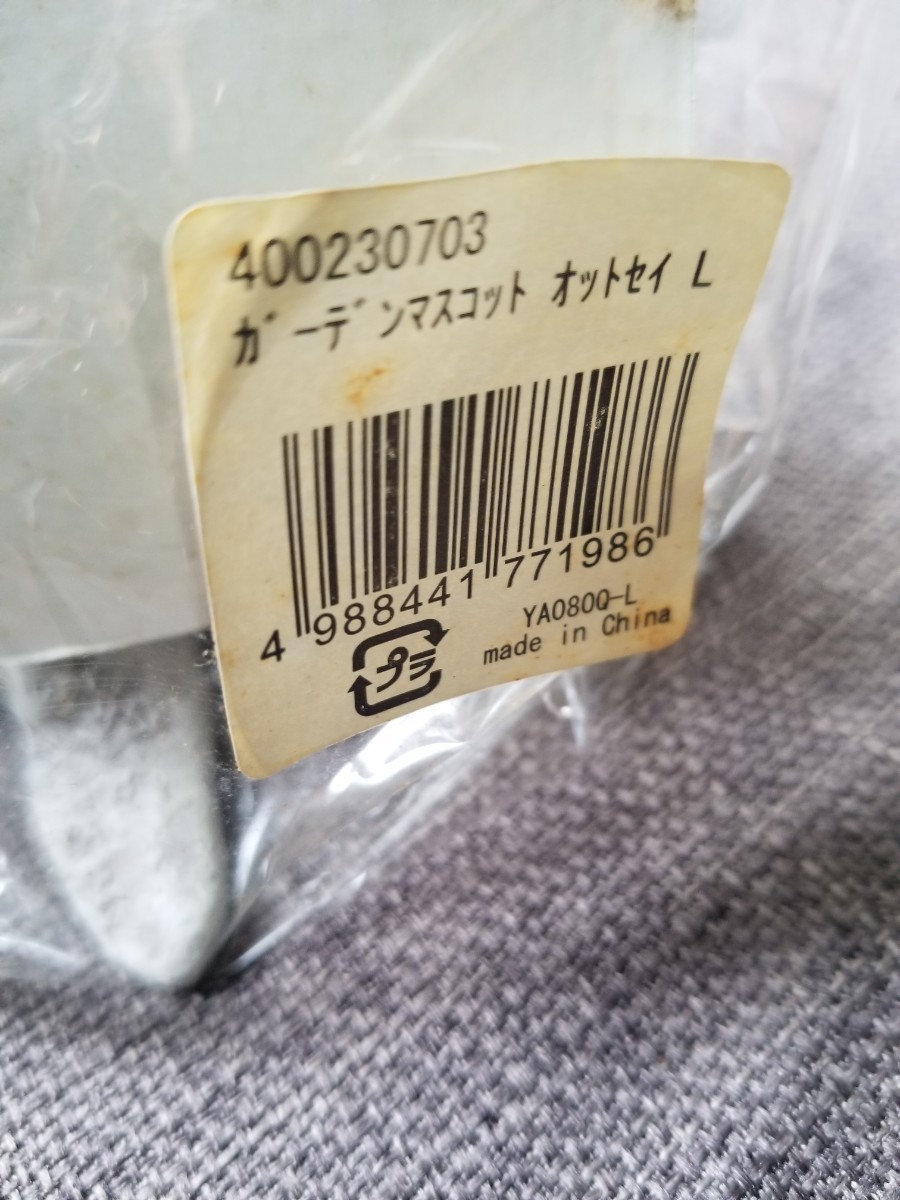 400230703
ガーデンマスコット オットセイ L
4 988441 771986
プラ
YA080Q-L
made in China